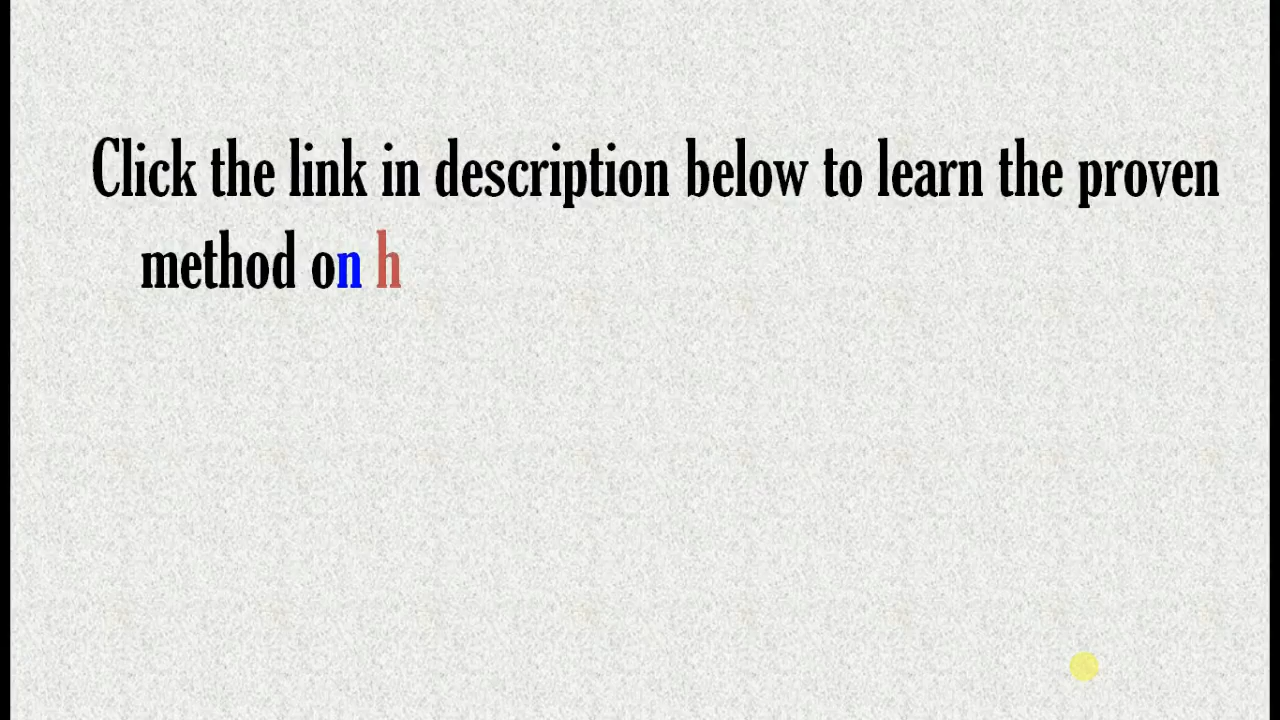 Click the link in description below to learn the proven
method on h